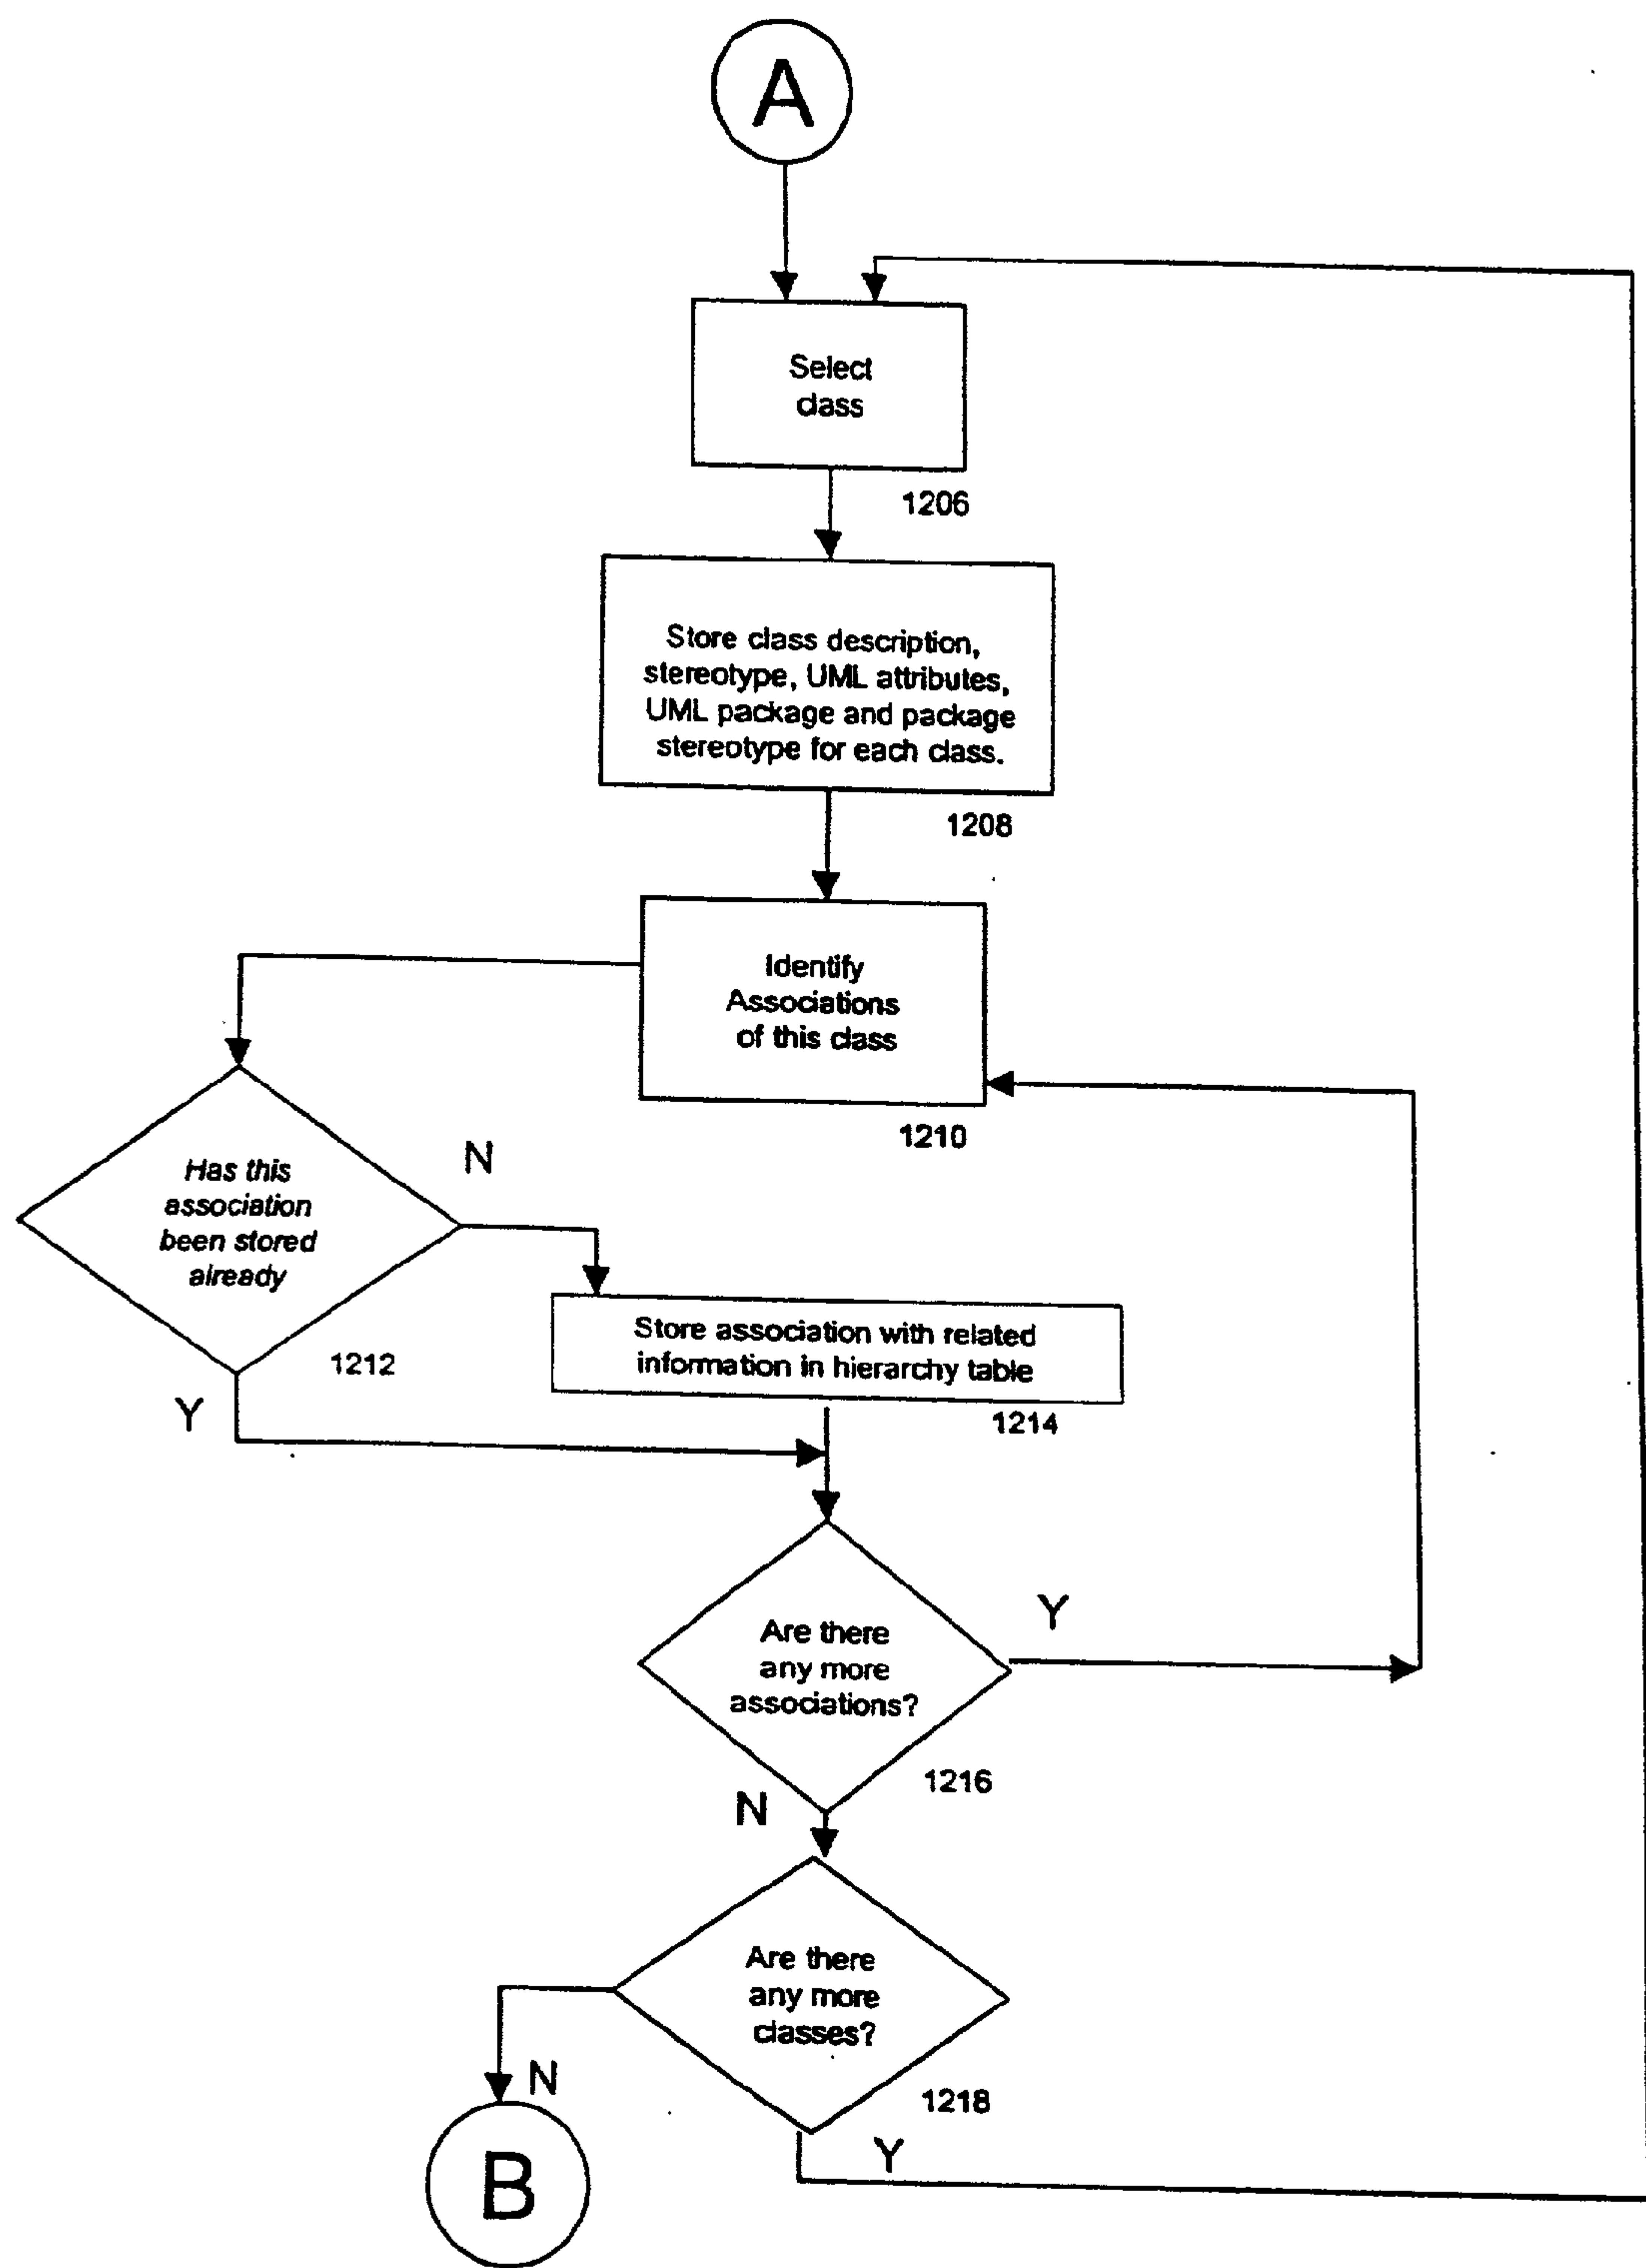 A
Select
class
1206
Store class description,
stereotype, UML attributes,
UML package and package
stereotype for each class.
1208
Identify
Associations
of this class
1210
Has this
association
been stored
already
N
1212
Y
Store association with related
information in hierarchy table
1214
Are there
any more
associations?
Y
1216
N
Are there
any more
classes?
1218
N
Y
B